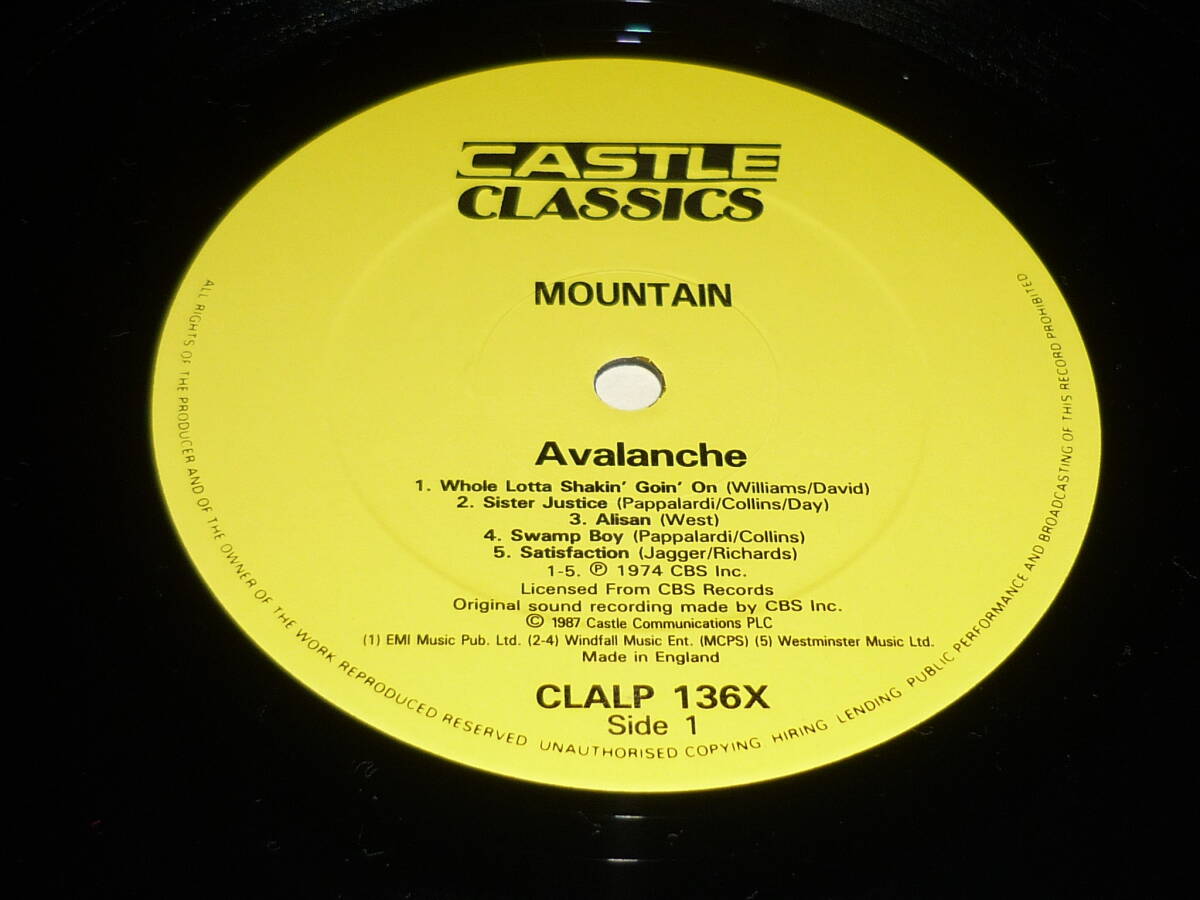 CASTLE
CLASSICS
MOUNTAIN
Avalanche
1. Whole Lotta Shakin' Goin' On (Williams/David)
2. Sister Justice (Pappalardi/Collins/Day)
3. Alisan (West)
4. Swamp Boy (Pappalardi/Collins)
5. Satisfaction (Jagger/Richards)
1-5. ℗ 1974 CBS Inc.
Licensed From CBS Records
Original sound recording made by CBS Inc.
© 1987 Castle Communications PLC
(1) EMI Music Pub. Ltd. (2-4) Windfall Music Ent. (MCPS) (5) Westminster Music Ltd.
Made in England
CLALP 136X
Side 1
ALL RIGHTS OF THE PRODUCER AND OF THE OWNER OF THE WORK REPRODUCED RESERVED UNAUTHORISED COPYING HIRING LENDING PUBLIC PERFORMANCE AND BROADCASTING OF THIS RECORD PROHIBITED